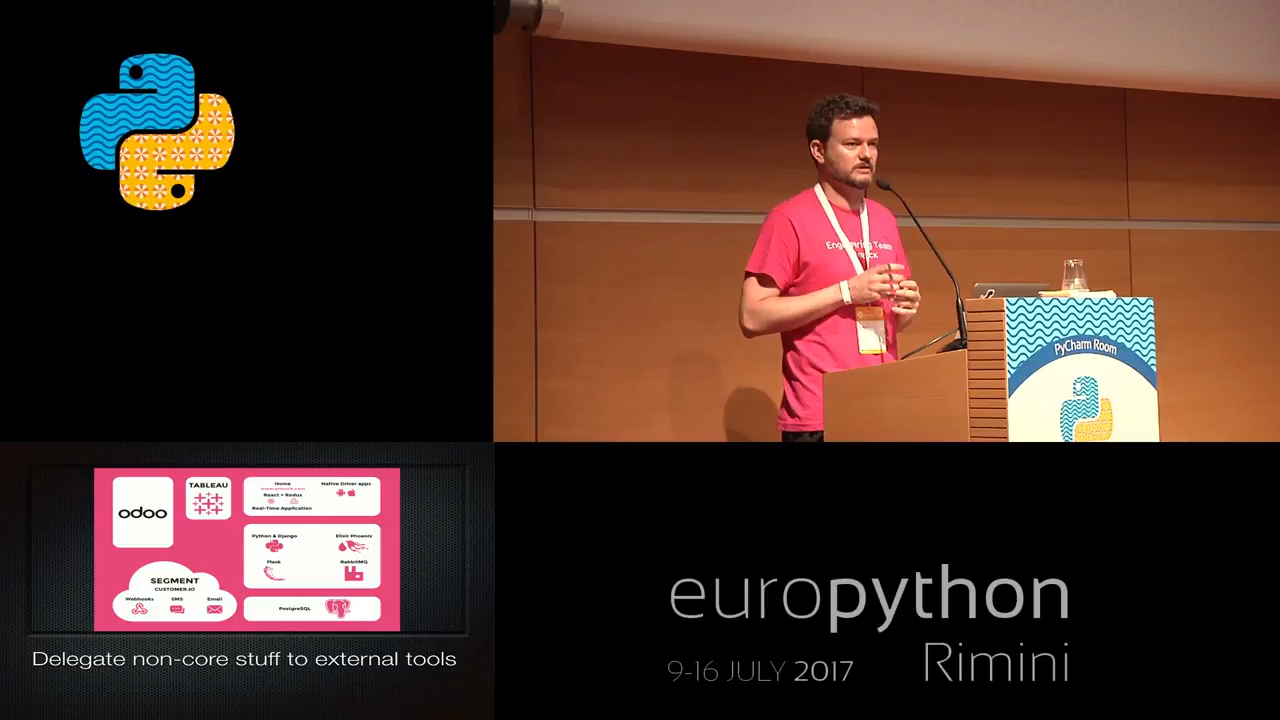 Engineering Team
PyCharm Room
odoo
TABLEAU
Home
Native Driver apps
React + Redux
Real-Time Application
Python & Django
Elixir Phoenix
Flask
RabbitMQ
SEGMENT
CUSTOMER.IO
Webhooks
SMS
Email
PostgreSQL
Delegate non-core stuff to external tools
europython
Rimini
9-16 JULY 2017